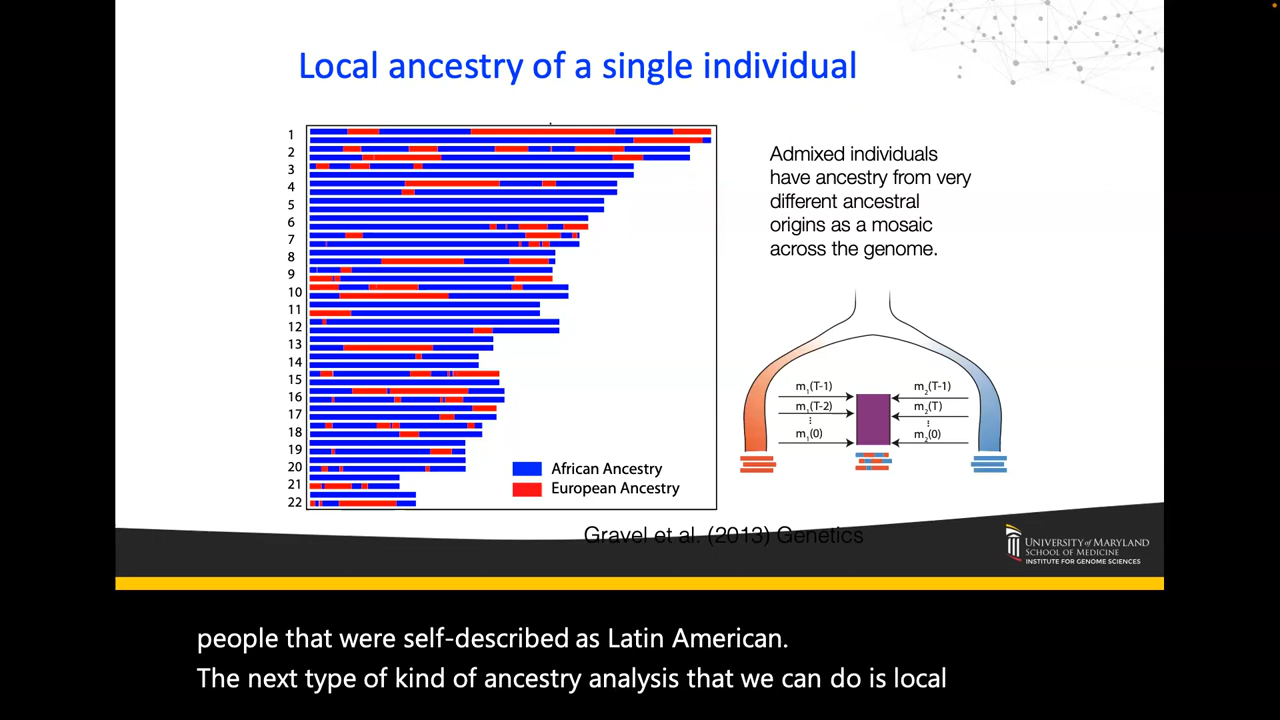 Local ancestry of a single individual
1
2
3
4
5
6
7
8
9
10
11
12
13
14
15
16
17
18
19
20
21
22
African Ancestry
European Ancestry
Admixed individuals
have ancestry from very
different ancestral
origins as a mosaic
across the genome.
m₁(T-1)
m₂(T-1)
m₁(T-2)
m₂(T)
⋮
⋮
m₁(0)
m₂(0)
Gravel et al. (2013) Genetics
UNIVERSITY of MARYLAND
SCHOOL OF MEDICINE
INSTITUTE FOR GENOME SCIENCES
people that were self-described as Latin American.
The next type of kind of ancestry analysis that we can do is local